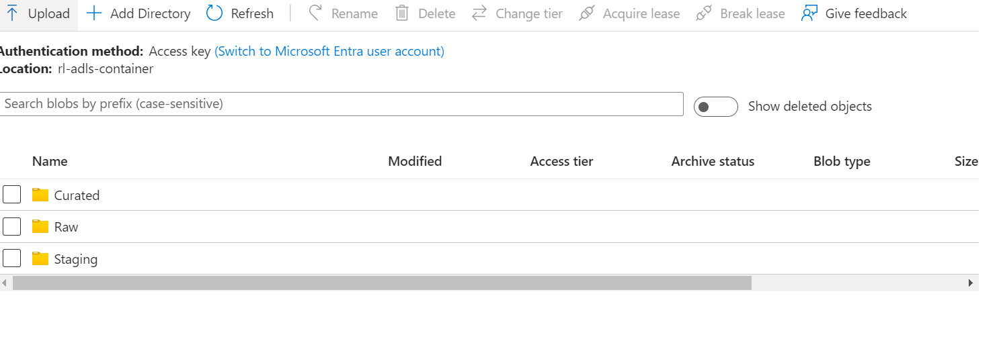 Upload Add Directory Refresh Rename Delete Change tier Acquire lease Break lease Give feedback
Authentication method: Access key (Switch to Microsoft Entra user account)
Location: rl-adls-container
Search blobs by prefix (case-sensitive) Show deleted objects
Name Modified Access tier Archive status Blob type Size
Curated
Raw
Staging